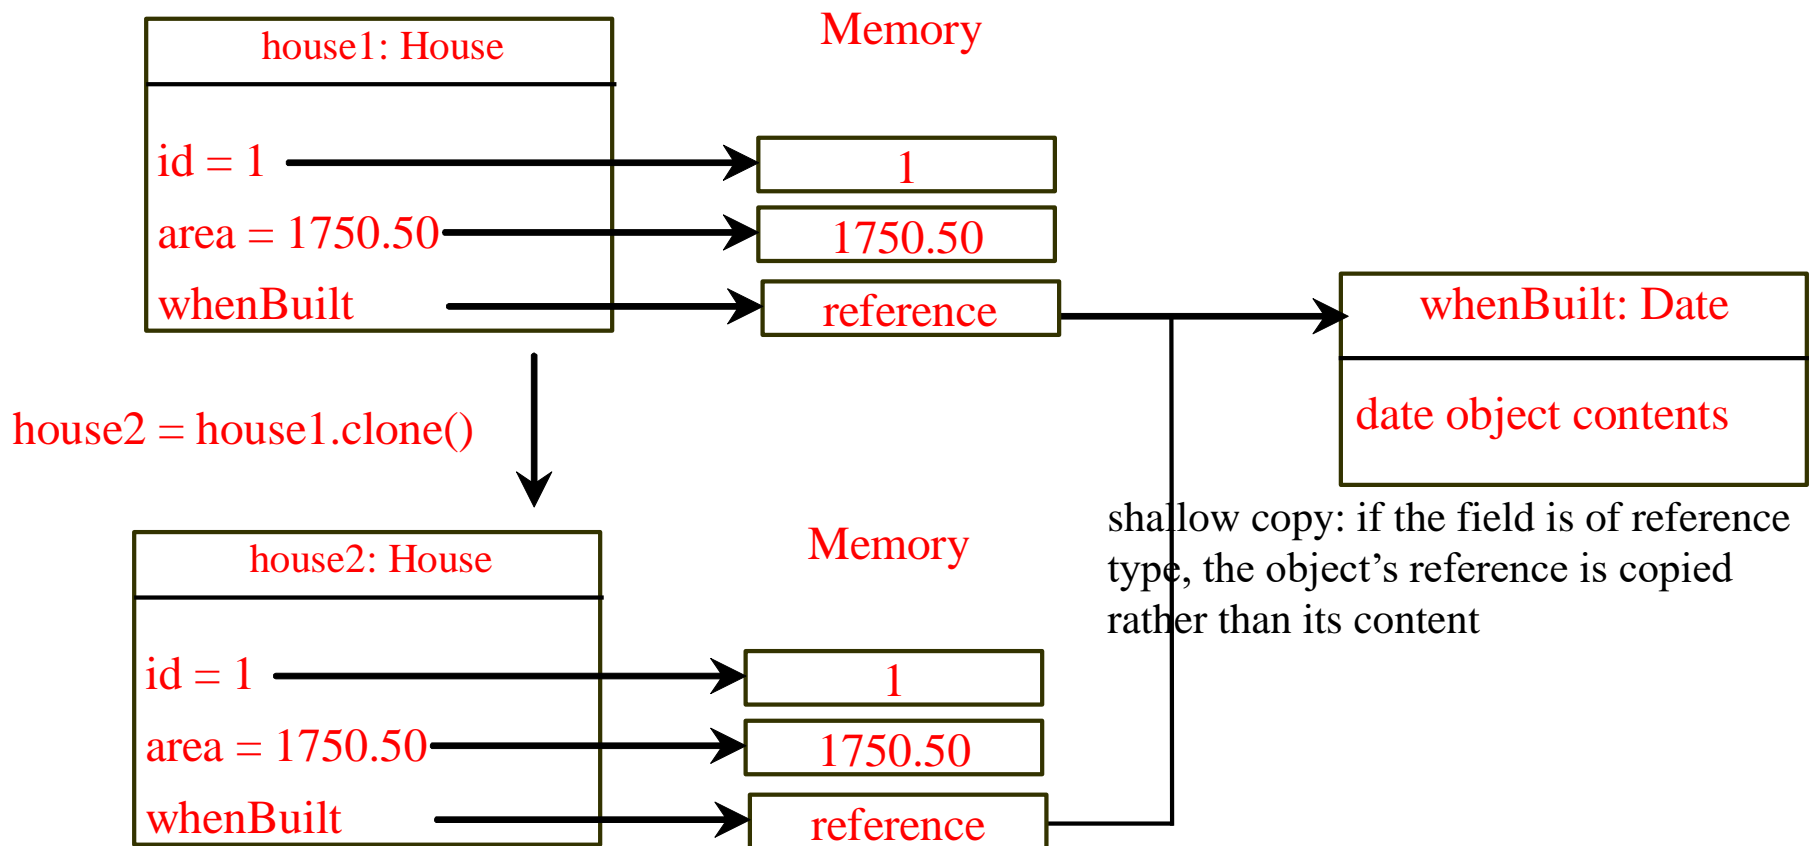 house1: House
Memory
id = 1
1
area = 1750.50
1750.50
whenBuilt
reference
whenBuilt: Date
date object contents
house2 = house1.clone()
shallow copy: if the field is of reference
type, the object’s reference is copied
rather than its content
house2: House
Memory
id = 1
1
area = 1750.50
1750.50
whenBuilt
reference